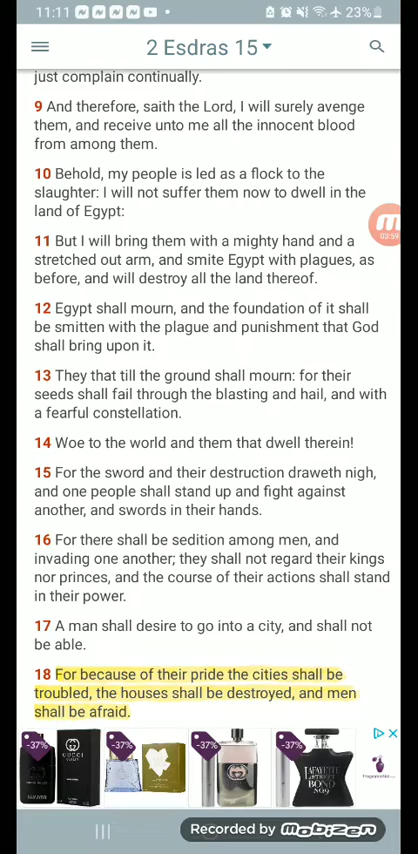 11:11
23%
2 Esdras 15
just complain continually.
9 And therefore, saith the Lord, I will surely avenge
them, and receive unto me all the innocent blood
from among them.
10 Behold, my people is led as a flock to the
slaughter: I will not suffer them now to dwell in the
land of Egypt:
11 But I will bring them with a mighty hand and a
stretched out arm, and smite Egypt with plagues, as
before, and will destroy all the land thereof.
M
03:59
12 Egypt shall mourn, and the foundation of it shall
be smitten with the plague and punishment that God
shall bring upon it.
13 They that till the ground shall mourn: for their
seeds shall fail through the blasting and hail, and with
a fearful constellation.
14 Woe to the world and them that dwell therein!
15 For the sword and their destruction draweth nigh,
and one people shall stand up and fight against
another, and swords in their hands.
16 For there shall be sedition among men, and
invading one another; they shall not regard their kings
nor princes, and the course of their actions shall stand
in their power.
17 A man shall desire to go into a city, and shall not
be able.
18 For because of their pride the cities shall be
troubled, the houses shall be destroyed, and men
shall be afraid.
-37% -37% -37% -37%
GUCCI
LAFAYETTE
STREET
BOND
NO9
Recorded by mobizen